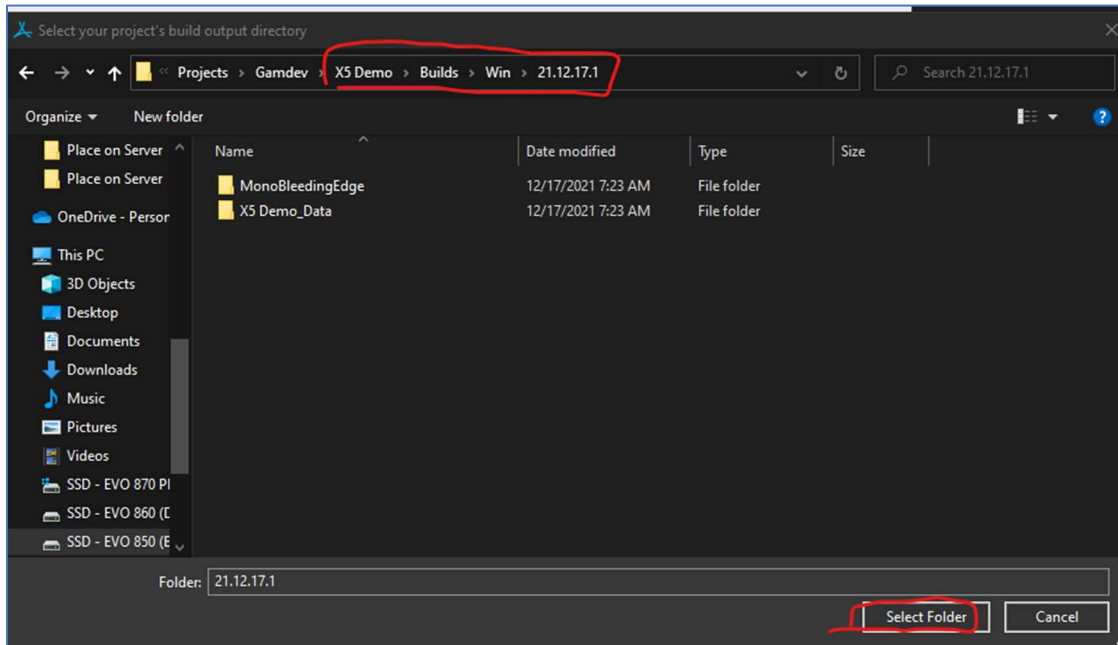 Select your project's build output directory
« Projects > Gamdev > X5 Demo > Builds > Win > 21.12.17.1
Search 21.12.17.1
Organize New folder
Name Date modified Type Size
Place on Server
Place on Server
OneDrive - Person
This PC
3D Objects
Desktop
Documents
Downloads
Music
Pictures
Videos
SSD - EVO 870 Pl
SSD - EVO 860 (D
SSD - EVO 850 (E
MonoBleedingEdge 12/17/2021 7:23 AM File folder
X5 Demo_Data 12/17/2021 7:23 AM File folder
Folder: 21.12.17.1
Select Folder Cancel